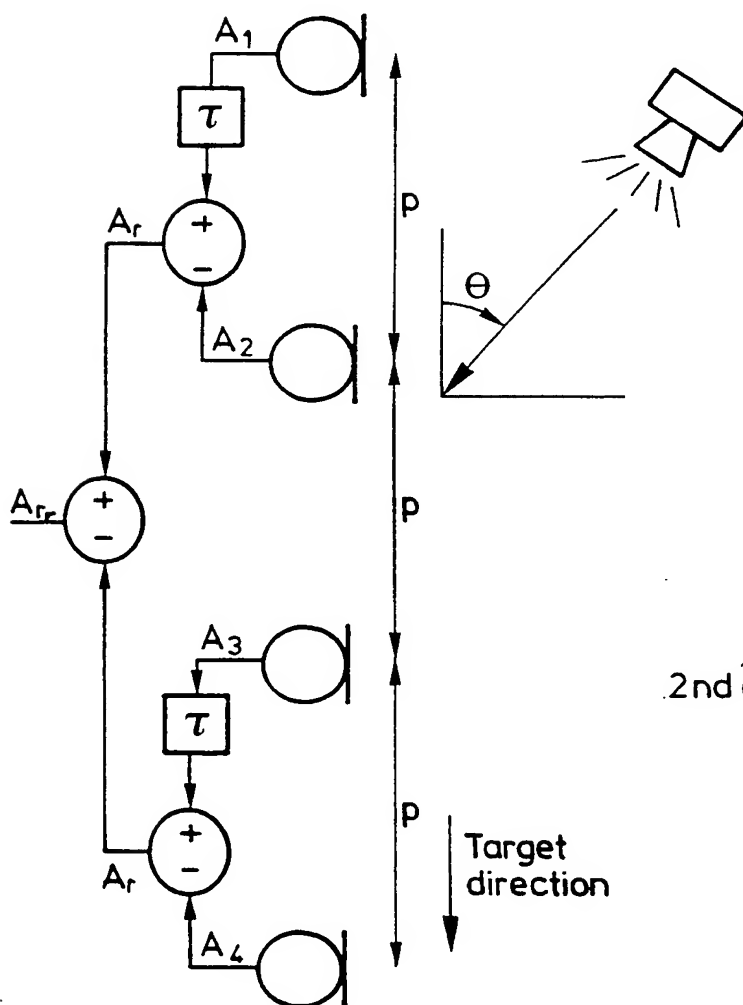 A1
τ
p
Ar
+
−
Θ
A2
Arr
+
−
p
A3
2nd
τ
p
+
−
Ar
Target
direction
A4